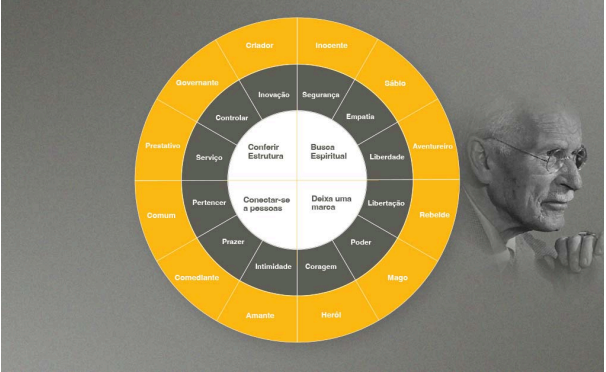 Criador
Inocente
Sábio
Aventureiro
Rebelde
Mago
Herói
Amante
Comediante
Comum
Prestativo
Governante
Inovação
Segurança
Empatia
Liberdade
Libertação
Poder
Coragem
Intimidade
Prazer
Pertencer
Serviço
Controlar
Conferir
Estrutura
Busca
Espiritual
Conectar-se
a pessoas
Deixa uma
marca